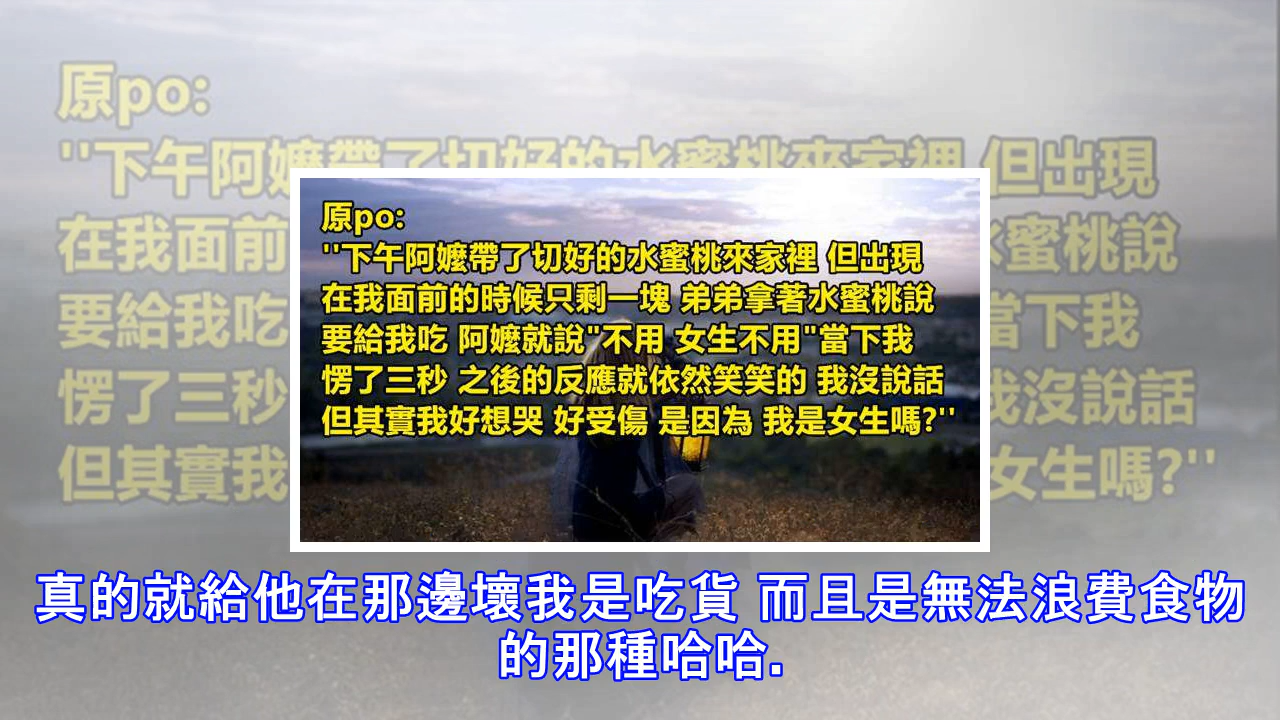 原po:
''下午阿嬤帶了切好的水蜜桃來家裡 但出現
在我面前的時候只剩一塊 弟弟拿著水蜜桃說
要給我吃 阿嬤就說"不用 女生不用"當下我
愣了三秒 之後的反應就依然笑笑的 我沒說話
但其實我好想哭 好受傷 是因為 我是女生嗎?''
真的就給他在那邊壞我是吃貨 而且是無法浪費食物
的那種哈哈.